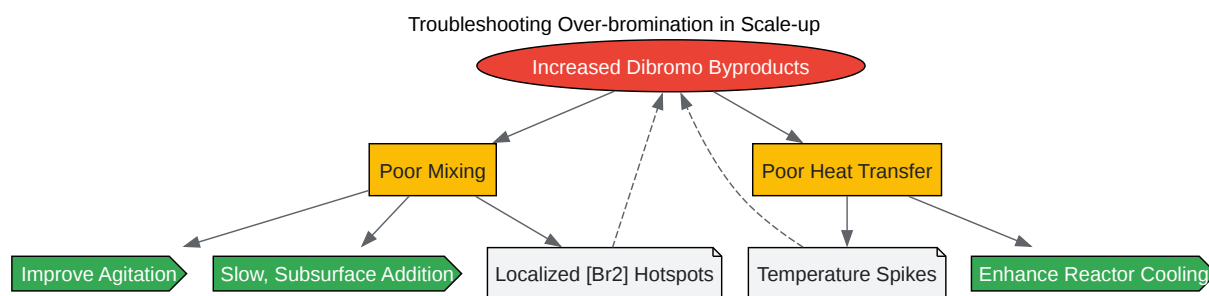 Troubleshooting Over-bromination in Scale-up
Increased Dibromo Byproducts
Poor Mixing
Poor Heat Transfer
Improve Agitation
Slow, Subsurface Addition
Localized [Br2] Hotspots
Temperature Spikes
Enhance Reactor Cooling